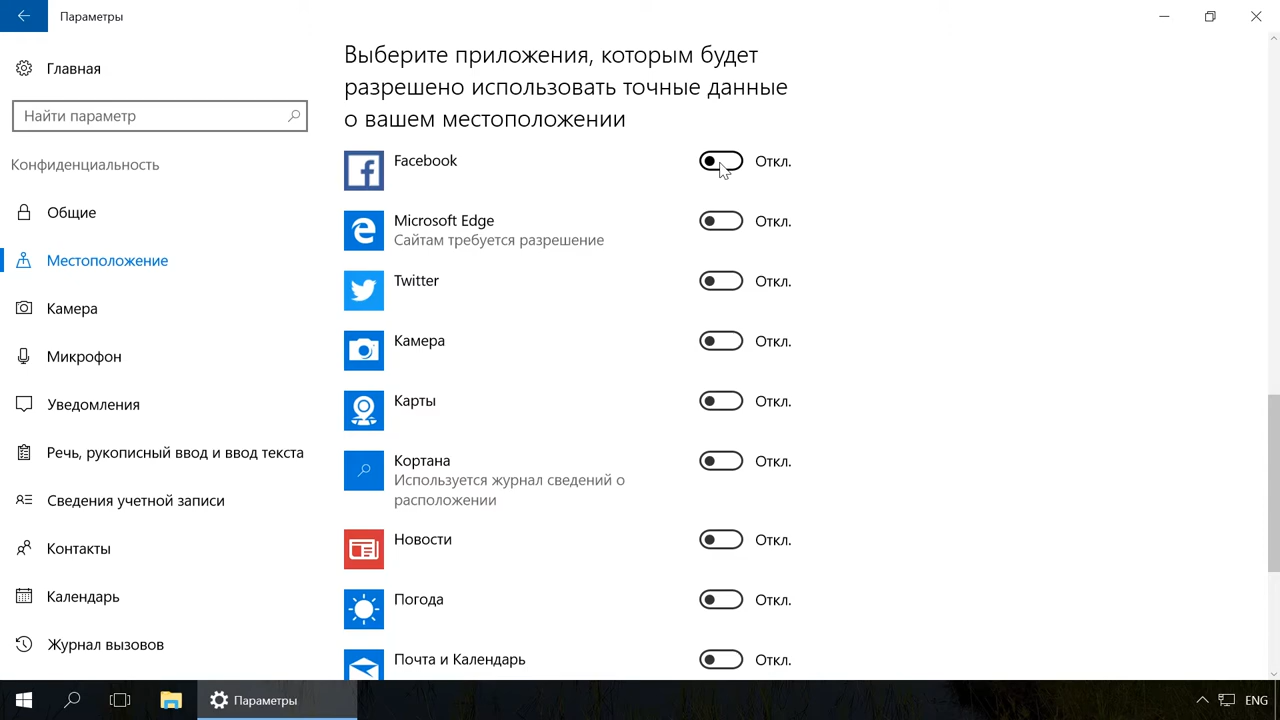 Параметры
Главная
Найти параметр
Конфиденциальность
Общие
Местоположение
Камера
Микрофон
Уведомления
Речь, рукописный ввод и ввод текста
Сведения учетной записи
Контакты
Календарь
Журнал вызовов
Выберите приложения, которым будет
разрешено использовать точные данные
о вашем местоположении
Facebook Откл.
Microsoft Edge Откл.
Сайтам требуется разрешение
Twitter Откл.
Камера Откл.
Карты Откл.
Кортана Откл.
Используется журнал сведений о
расположении
Новости Откл.
Погода Откл.
Почта и Календарь Откл.
Параметры
ENG